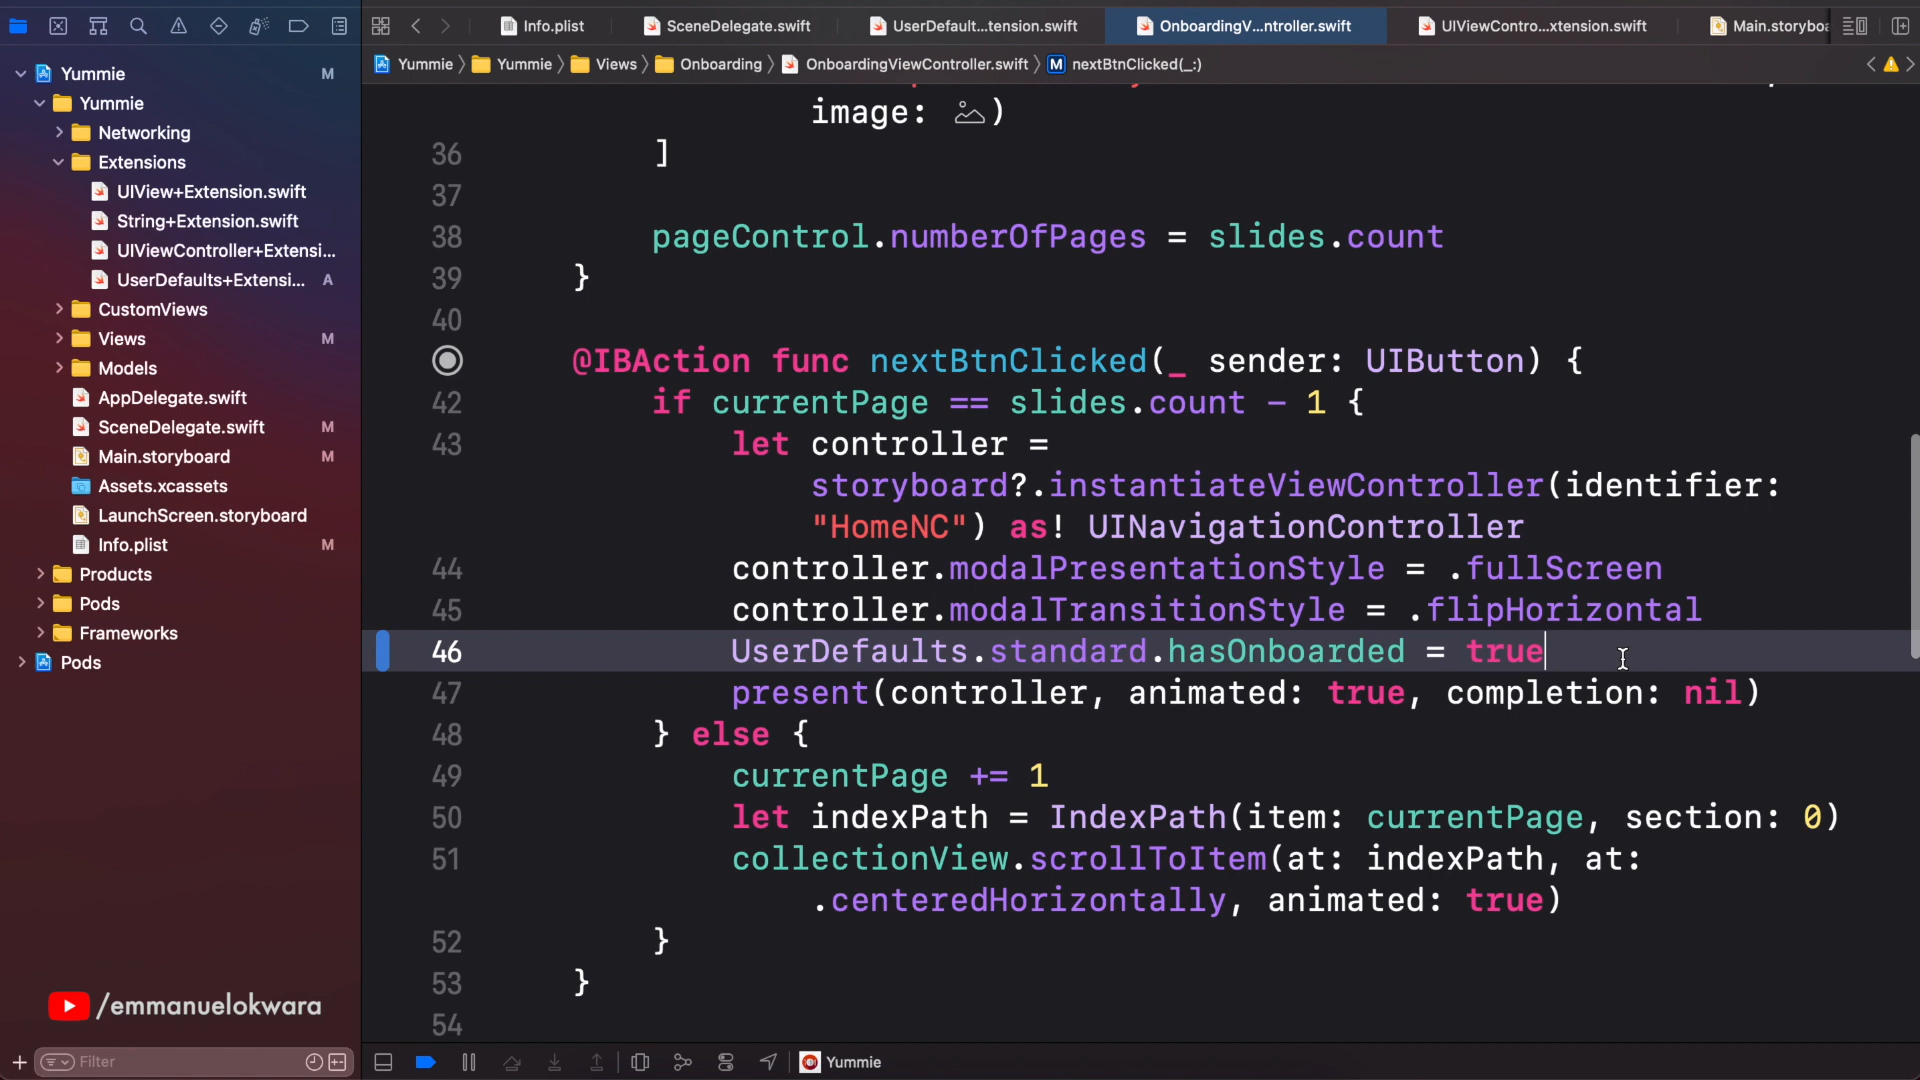 Info.plist
SceneDelegate.swift
UserDefault...tension.swift
OnboardingV...ntroller.swift
UIViewContro...xtension.swift
Main.storyboa
Yummie
Yummie
Views
Onboarding
OnboardingViewController.swift
M
nextBtnClicked(_:)
Yummie M
Yummie
Networking
Extensions
UIView+Extension.swift
String+Extension.swift
UIViewController+Extensi...
UserDefaults+Extensi... A
CustomViews
Views M
Models
AppDelegate.swift
SceneDelegate.swift M
Main.storyboard M
Assets.xcassets
LaunchScreen.storyboard
Info.plist M
Products
Pods
Frameworks
Pods
/emmanuelokwara
Filter
image: )
36 ]
37
38 pageControl.numberOfPages = slides.count
39 }
40
@IBAction func nextBtnClicked(_ sender: UIButton) {
42 if currentPage == slides.count - 1 {
43 let controller =
storyboard?.instantiateViewController(identifier:
"HomeNC") as! UINavigationController
44 controller.modalPresentationStyle = .fullScreen
45 controller.modalTransitionStyle = .flipHorizontal
46 UserDefaults.standard.hasOnboarded = true
47 present(controller, animated: true, completion: nil)
48 } else {
49 currentPage += 1
50 let indexPath = IndexPath(item: currentPage, section: 0)
51 collectionView.scrollToItem(at: indexPath, at:
.centeredHorizontally, animated: true)
52 }
53 }
54
Yummie